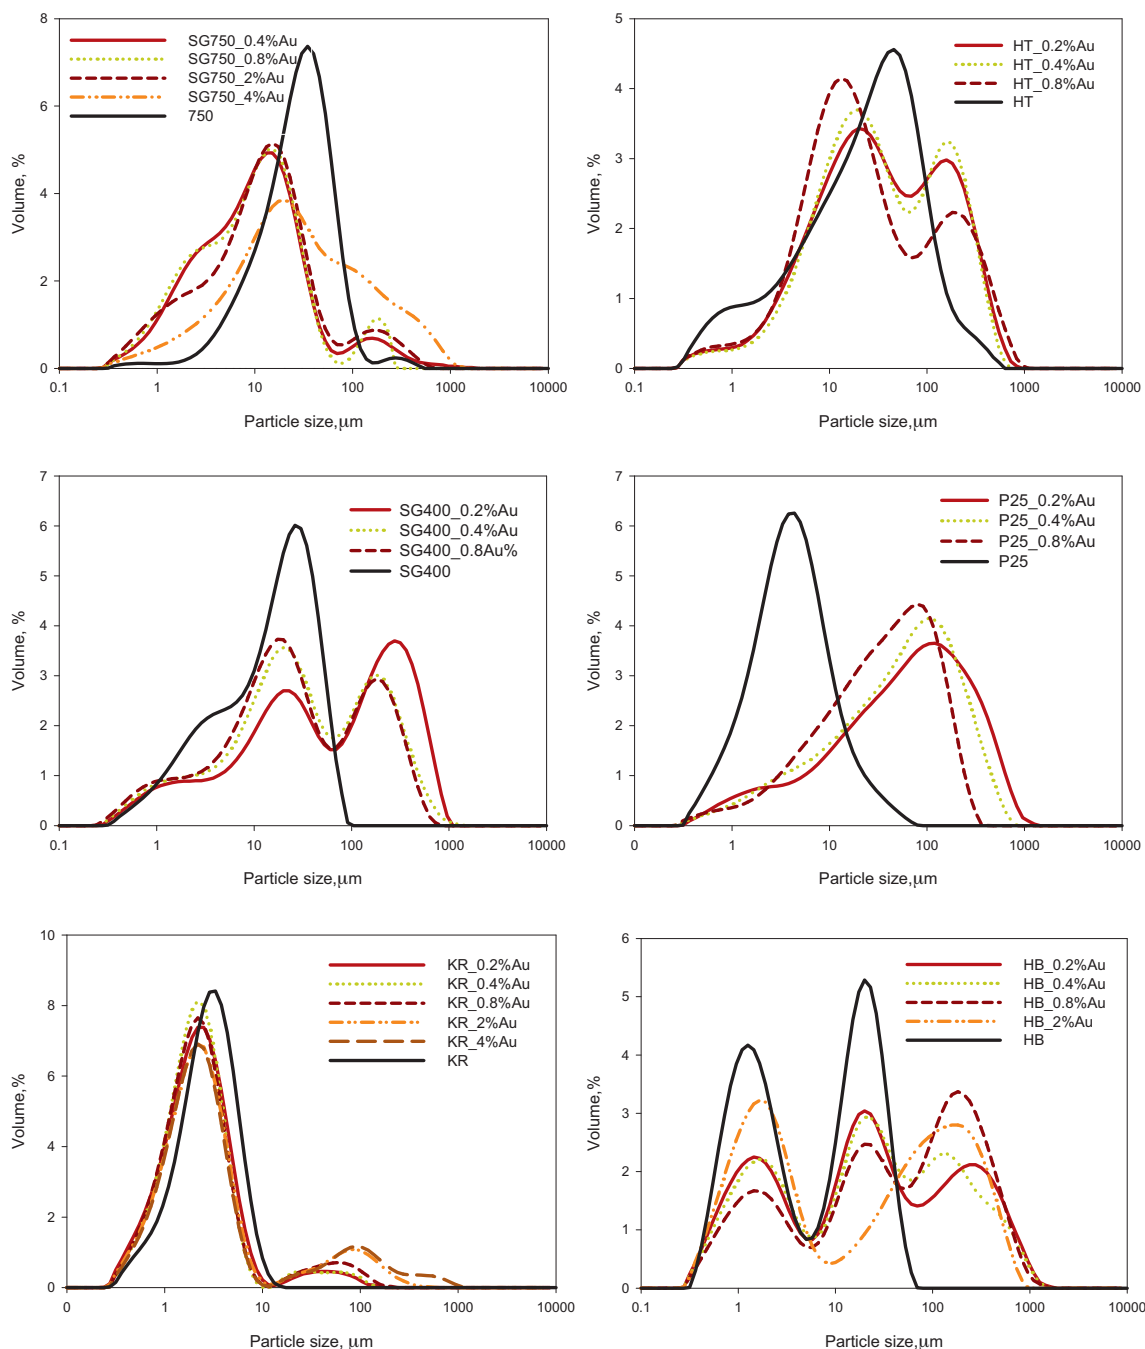 8
6
4
2
0
Volume, %
SG750_0.4%Au
SG750_0.8%Au
SG750_2%Au
SG750_4%Au
750
0.1 1 10 100 1000 10000
Particle size,μm
5
4
3
2
1
0
Volume, %
HT_0.2%Au
HT_0.4%Au
HT_0.8%Au
HT
0.1 1 10 100 1000 10000
Particle size,μm
7
6
5
4
3
2
1
0
Volume, %
SG400_0.2%Au
SG400_0.4%Au
SG400_0.8Au%
SG400
0.1 1 10 100 1000 10000
Particle size,μm
7
6
5
4
3
2
1
0
Volume, %
P25_0.2%Au
P25_0.4%Au
P25_0.8%Au
P25
0 1 10 100 1000 10000
Particle size,μm
10
8
6
4
2
0
Volume,%
KR_0.2%Au
KR_0.4%Au
KR_0.8%Au
KR_2%Au
KR_4%Au
KR
0 1 10 100 1000 10000
Particle size, μm
6
5
4
3
2
1
0
Volume, %
HB_0.2%Au
HB_0.4%Au
HB_0.8%Au
HB_2%Au
HB
0.1 1 10 100 1000 10000
Particle size,μm